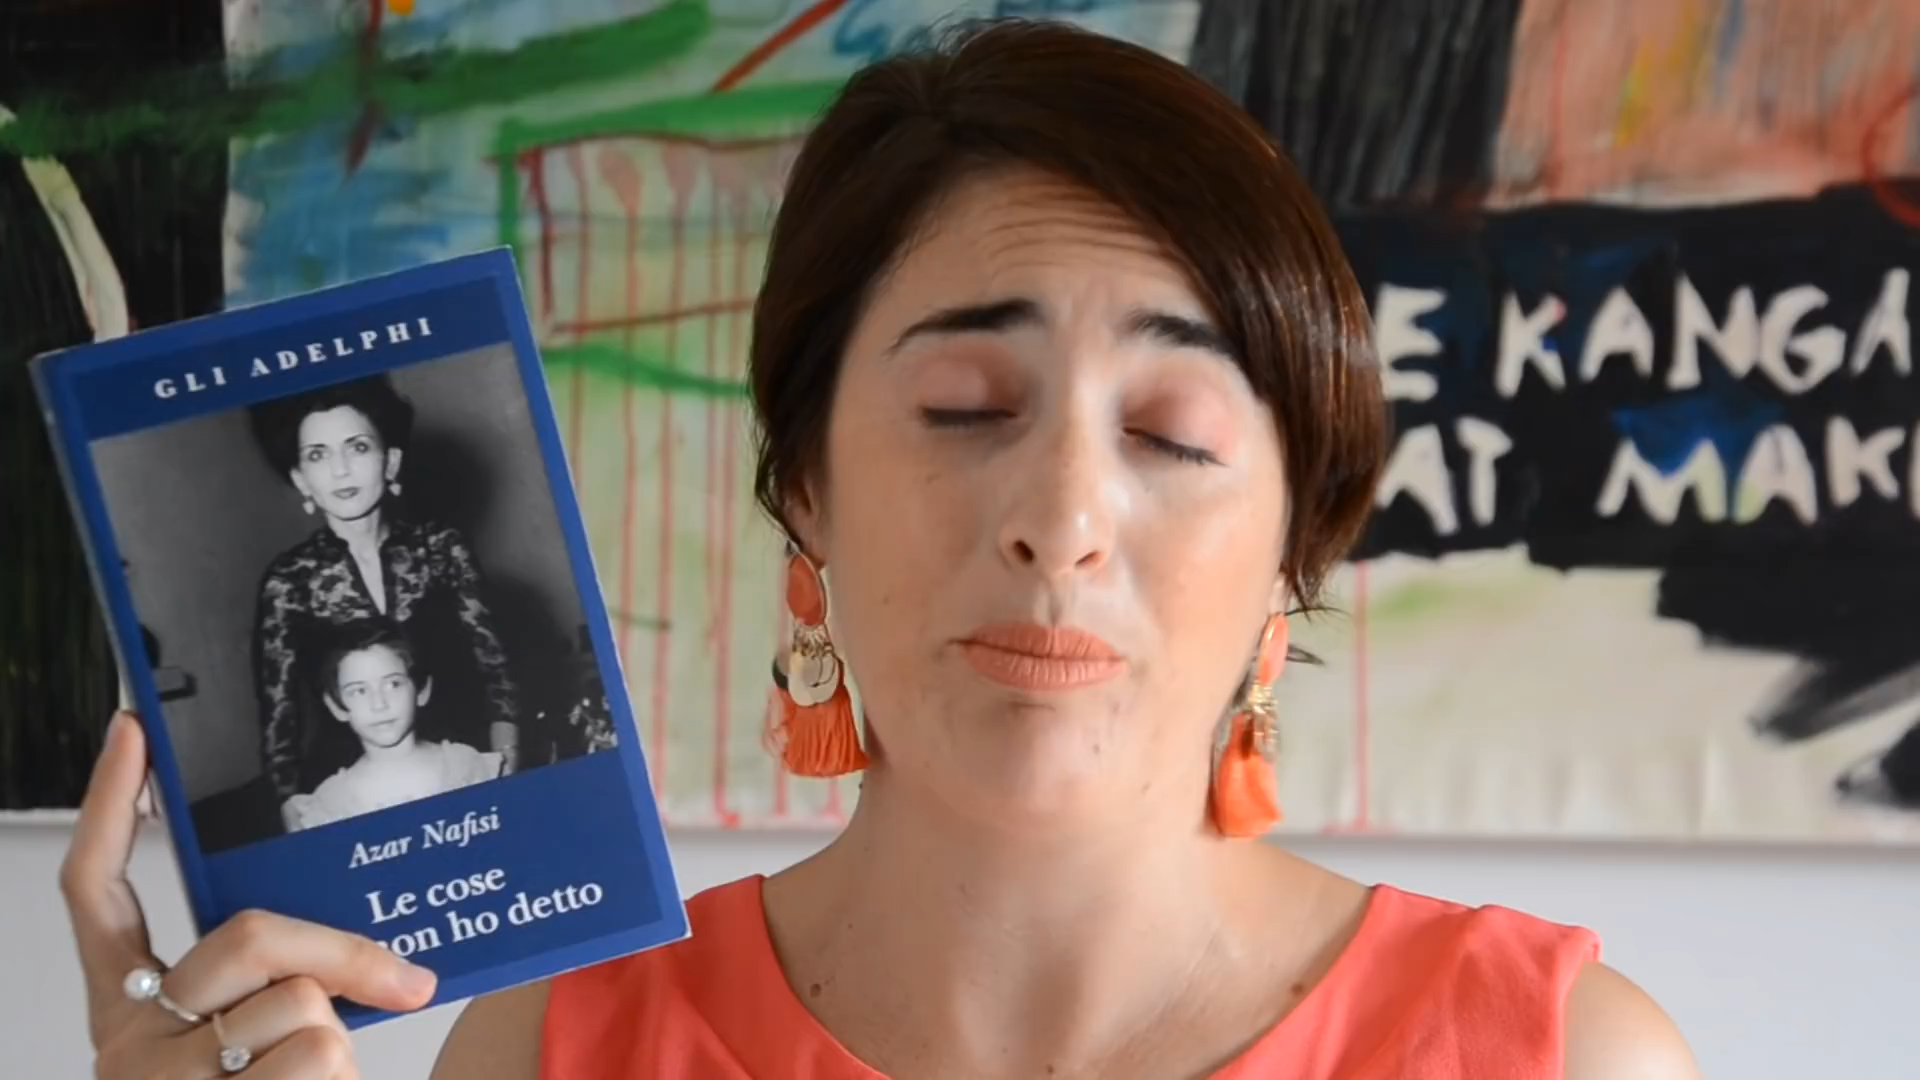 GLI ADELPHI
Azar Nafisi
Le cose
non ho detto
E KANGA
AT MAK